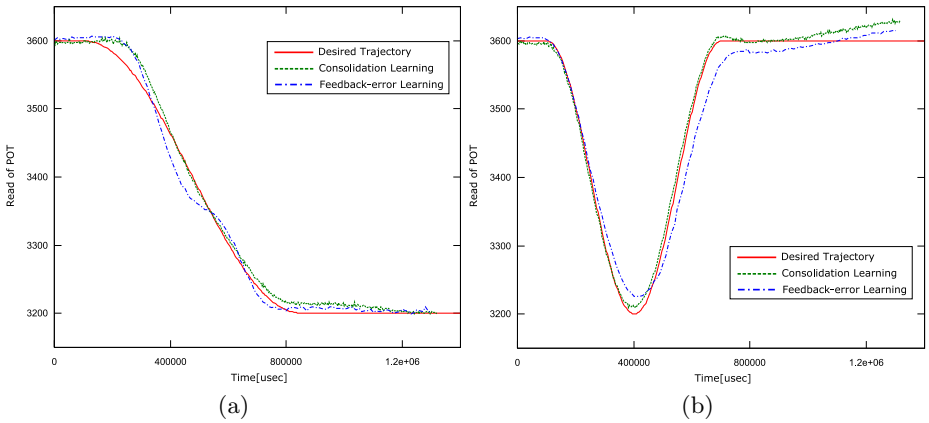 3600
3500
3400
3300
3200
Read of POT
0
400000
800000
1.2e+06
Time[usec]
Desired Trajectory
Consolidation Learning
Feedback-error Learning
(a)
3600
3500
3400
3300
3200
Read of POT
0
400000
800000
1.2e+06
Time[usec]
Desired Trajectory
Consolidation Learning
Feedback-error Learning
(b)